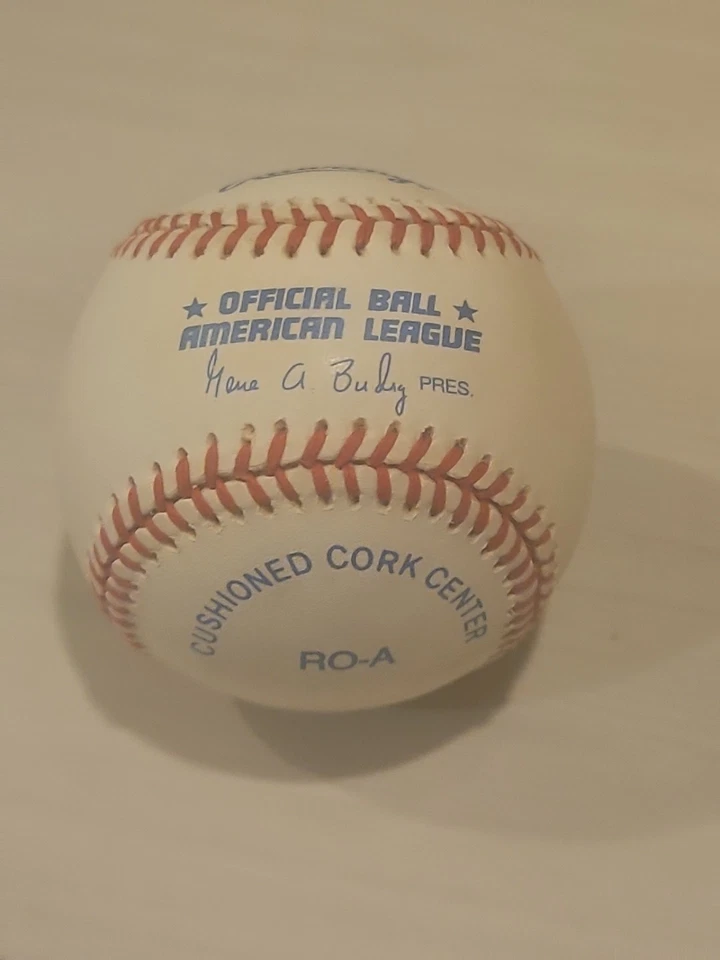 ★ OFFICIAL BALL ★
AMERICAN LEAGUE
Gene A. Budig PRES.
CUSHIONED CORK CENTER
RO-A